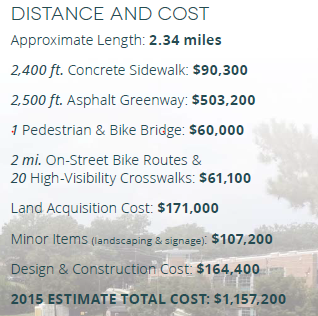 DISTANCE AND COST
Approximate Length: 2.34 miles
2,400 ft. Concrete Sidewalk: $90,300
2,500 ft. Asphalt Greenway: $503,200
1 Pedestrian & Bike Bridge: $60,000
2 mi. On-Street Bike Routes &
20 High-Visibility Crosswalks: $61,100
Land Acquisition Cost: $171,000
Minor Items (landscaping & signage): $107,200
Design & Construction Cost: $164,400
2015 ESTIMATE TOTAL COST: $1,157,200